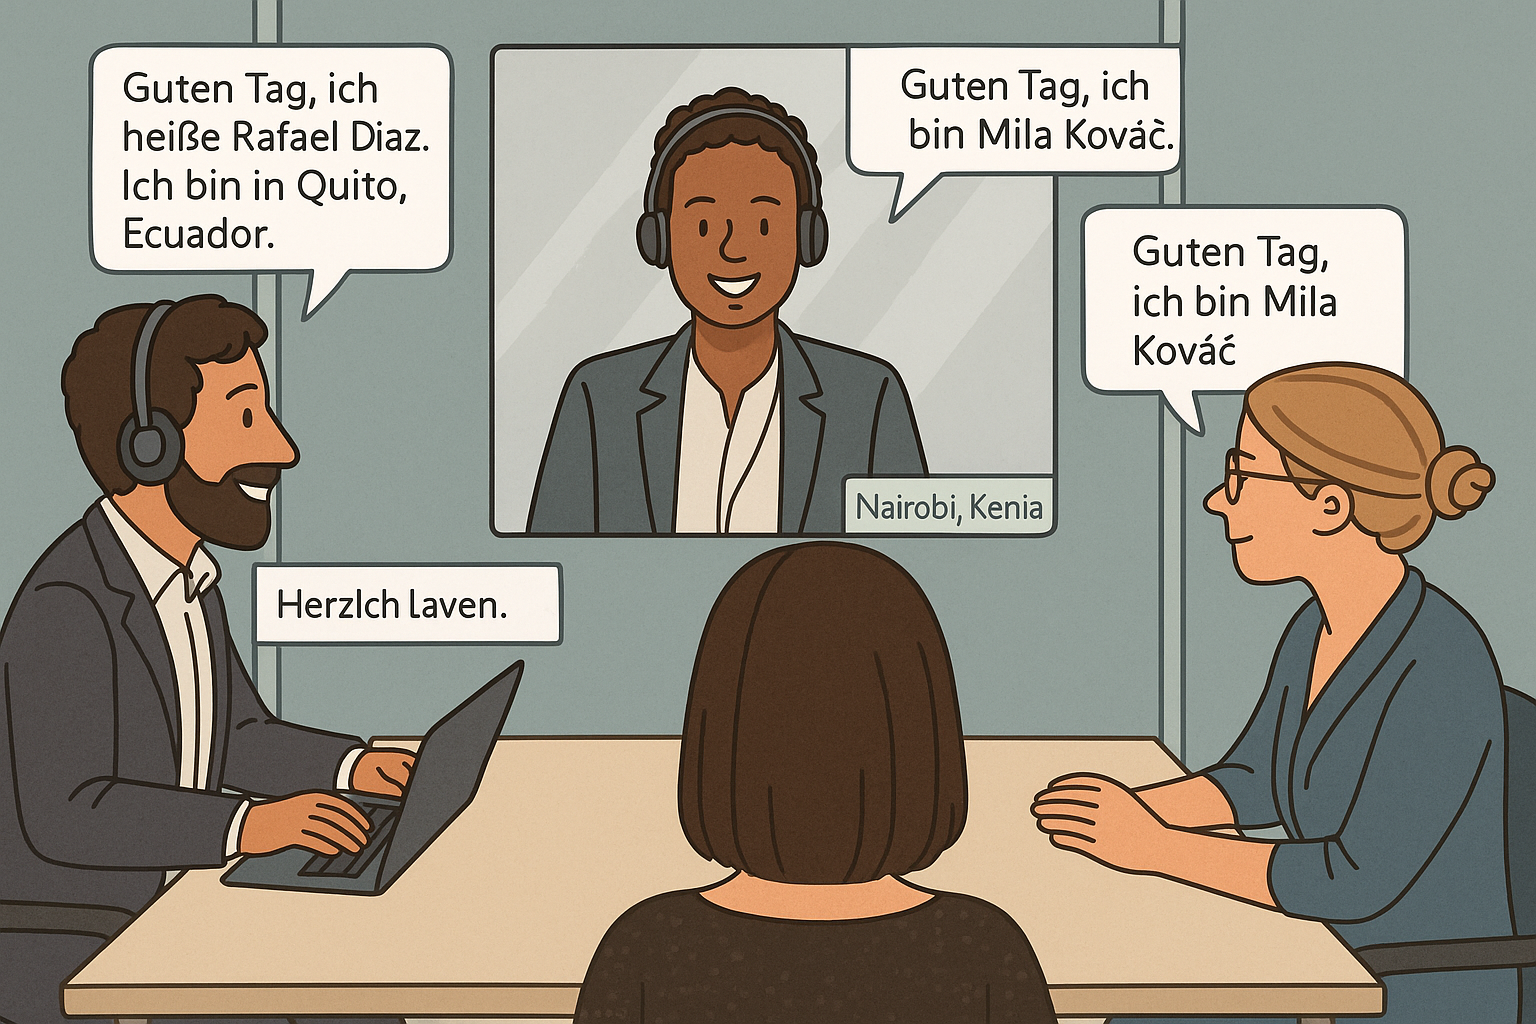 Guten Tag, ich
heiße Rafael Diaz.
Ich bin in Quito,
Ecuador.
Guten Tag, ich
bin Mila Kováč.
Guten Tag,
ich bin Mila
Kováć
Nairobi, Kenia
Herzlch Laven.